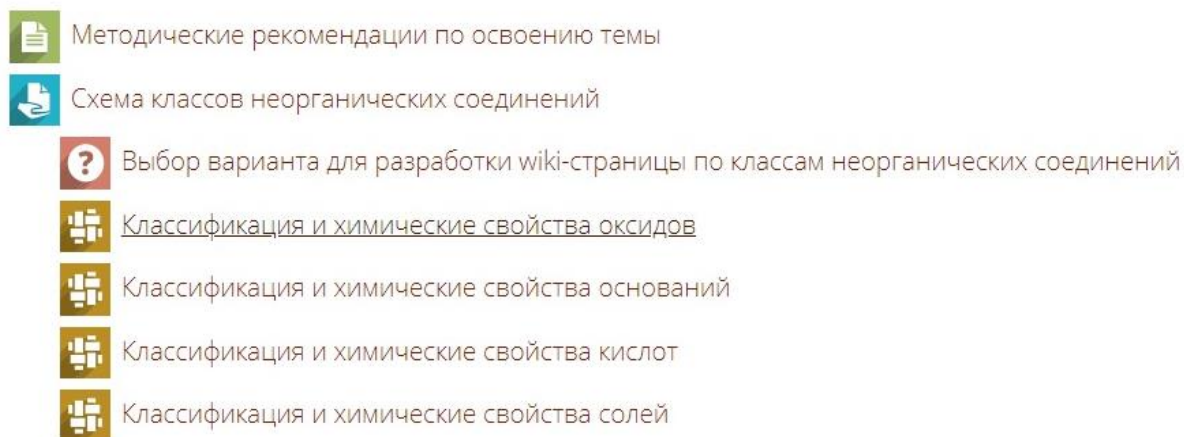 Методические рекомендации по освоению темы
Схема классов неорганических соединений
Выбор варианта для разработки wiki-страницы по классам неорганических соединений
Классификация и химические свойства оксидов
Классификация и химические свойства оснований
Классификация и химические свойства кислот
Классификация и химические свойства солей